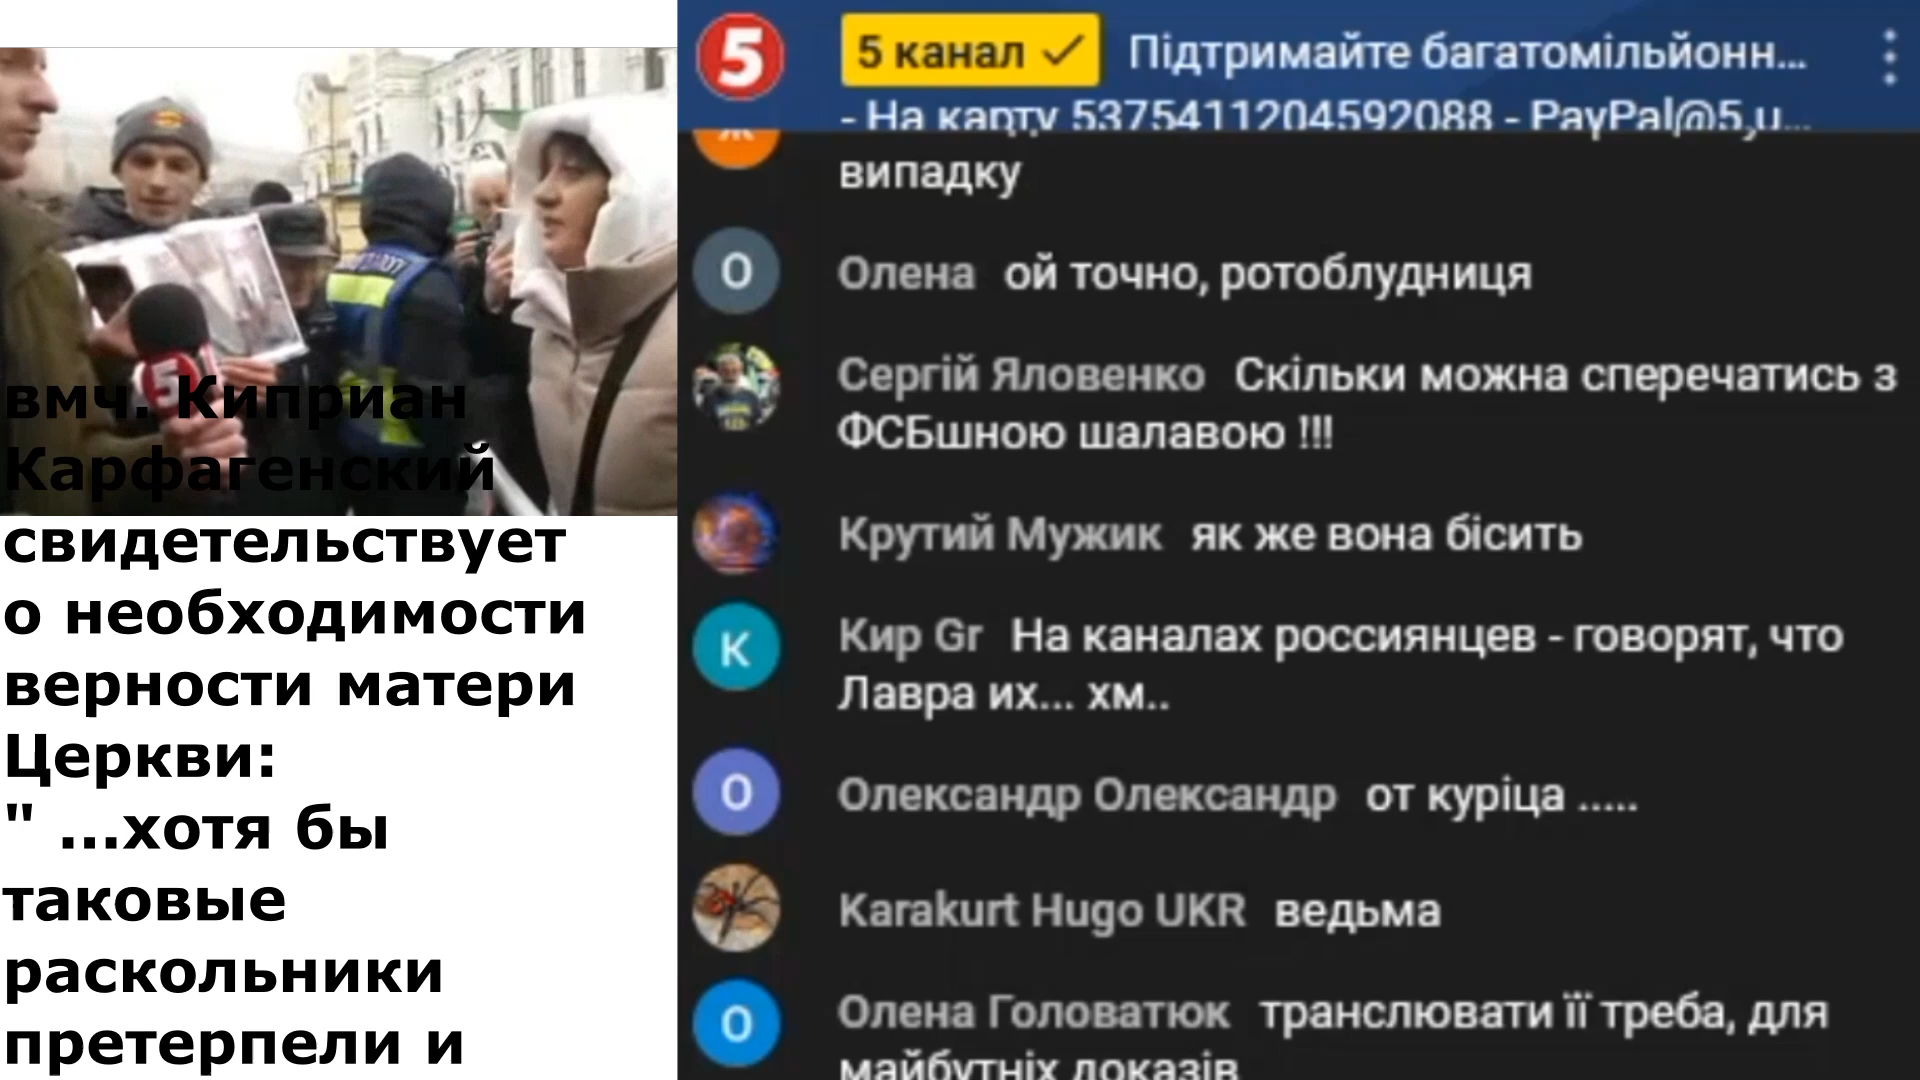 вмч. Киприан
Карфагенский
свидетельствует
о необходимости
верности матери
Церкви:
" ...хотя бы
таковые
раскольники
претерпели и
5
5 канал ✓ Підтримайте багатомільйонн...
- На карту 5375411204592088 - PayPal@5.u...
випадку
Олена ой точно, ротоблудниця
Сергій Яловенко Скільки можна сперечатись з
ФСБшною шалавою !!!
Крутий Мужик як же вона бісить
Кир Gr На каналах россиянцев - говорят, что
Лавра их... хм..
Олександр Олександр от куріца .....
Karakurt Hugo UKR ведьма
Олена Головатюк транслювати її треба, для
майбутніх доказів